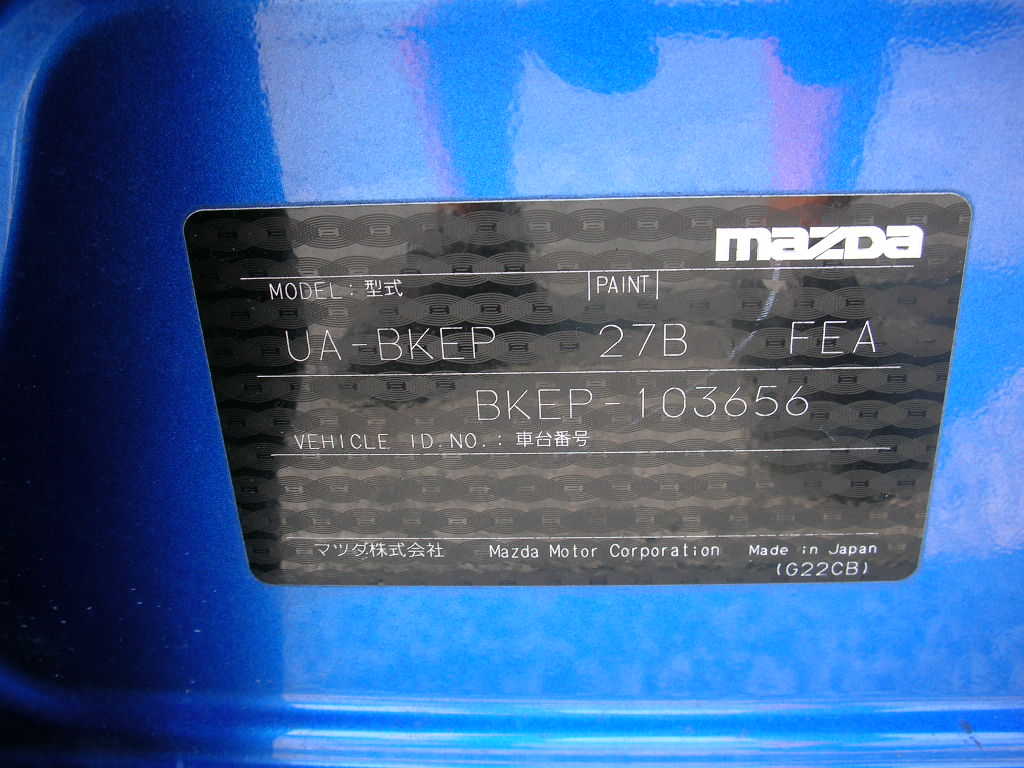 mazda
MODEL : 型式 PAINT
UA-BKEP 27B FEA
BKEP-103656
VEHICLE ID.NO. : 車台番号
マツダ株式会社 Mazda Motor Corporation Made in Japan
(G22CB)